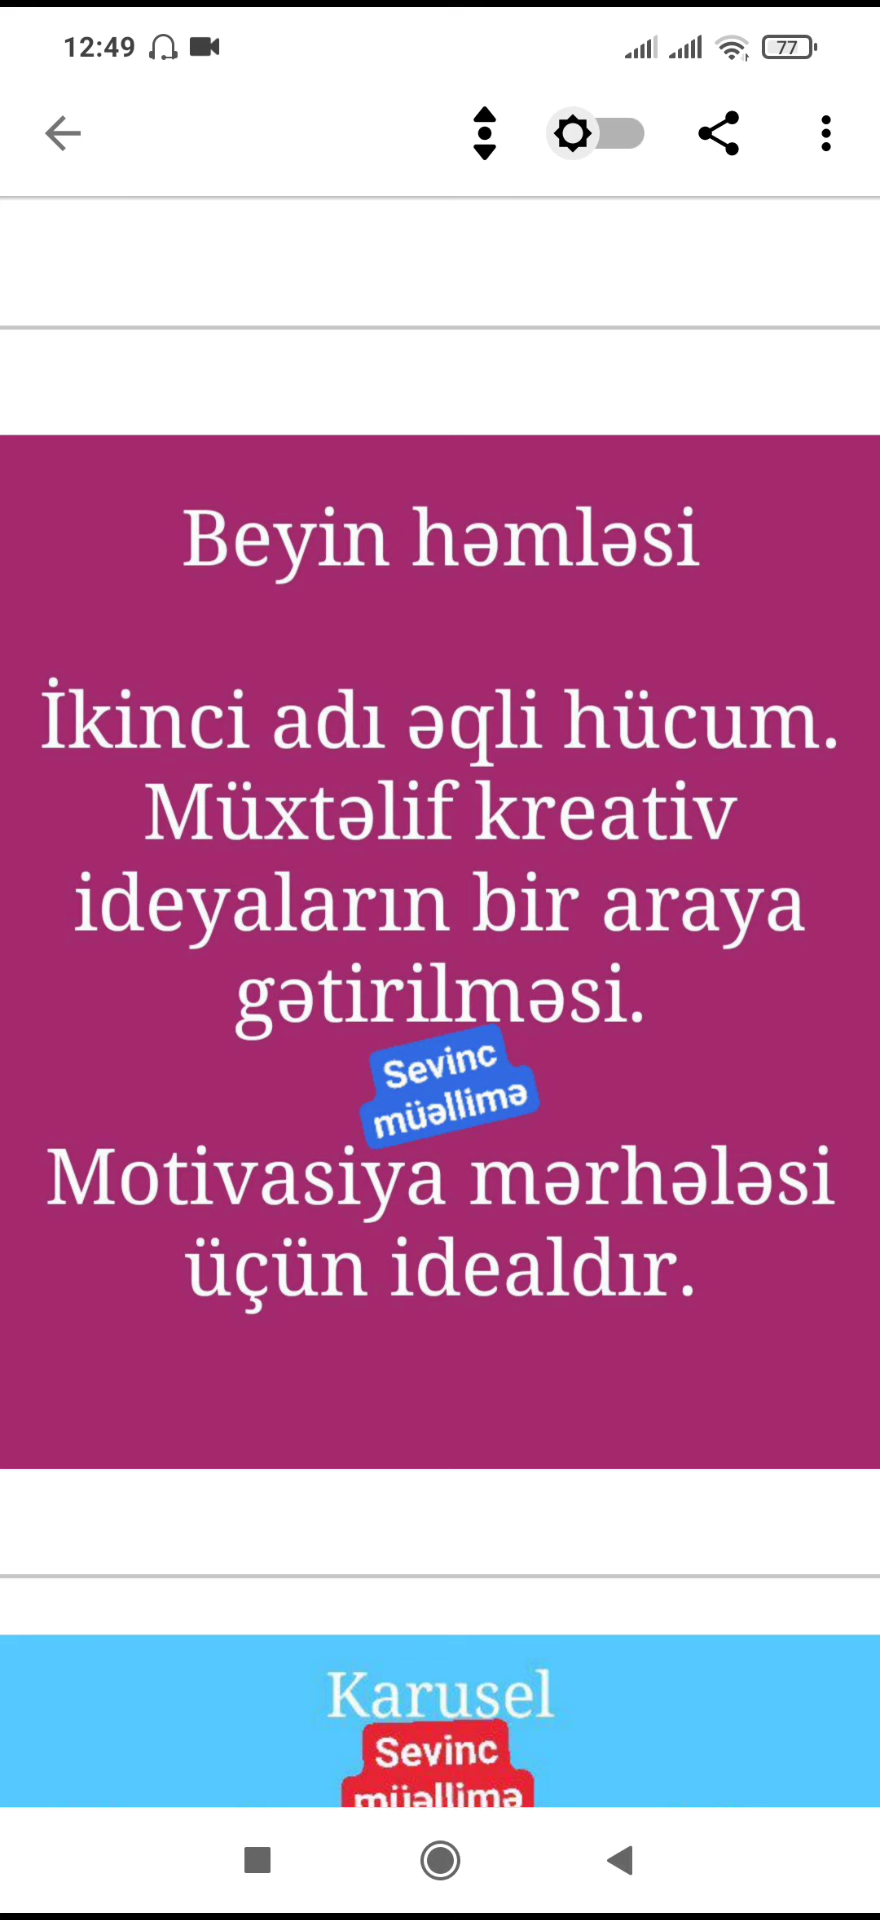 12:49
77
Beyin həmləsi
İkinci adı əqli hücum.
Müxtəlif kreativ
ideyaların bir araya
gətirilməsi.
Sevinc
müəllimə
Motivasiya mərhələsi
üçün idealdır.
Karusel
Sevinc
müəllimə